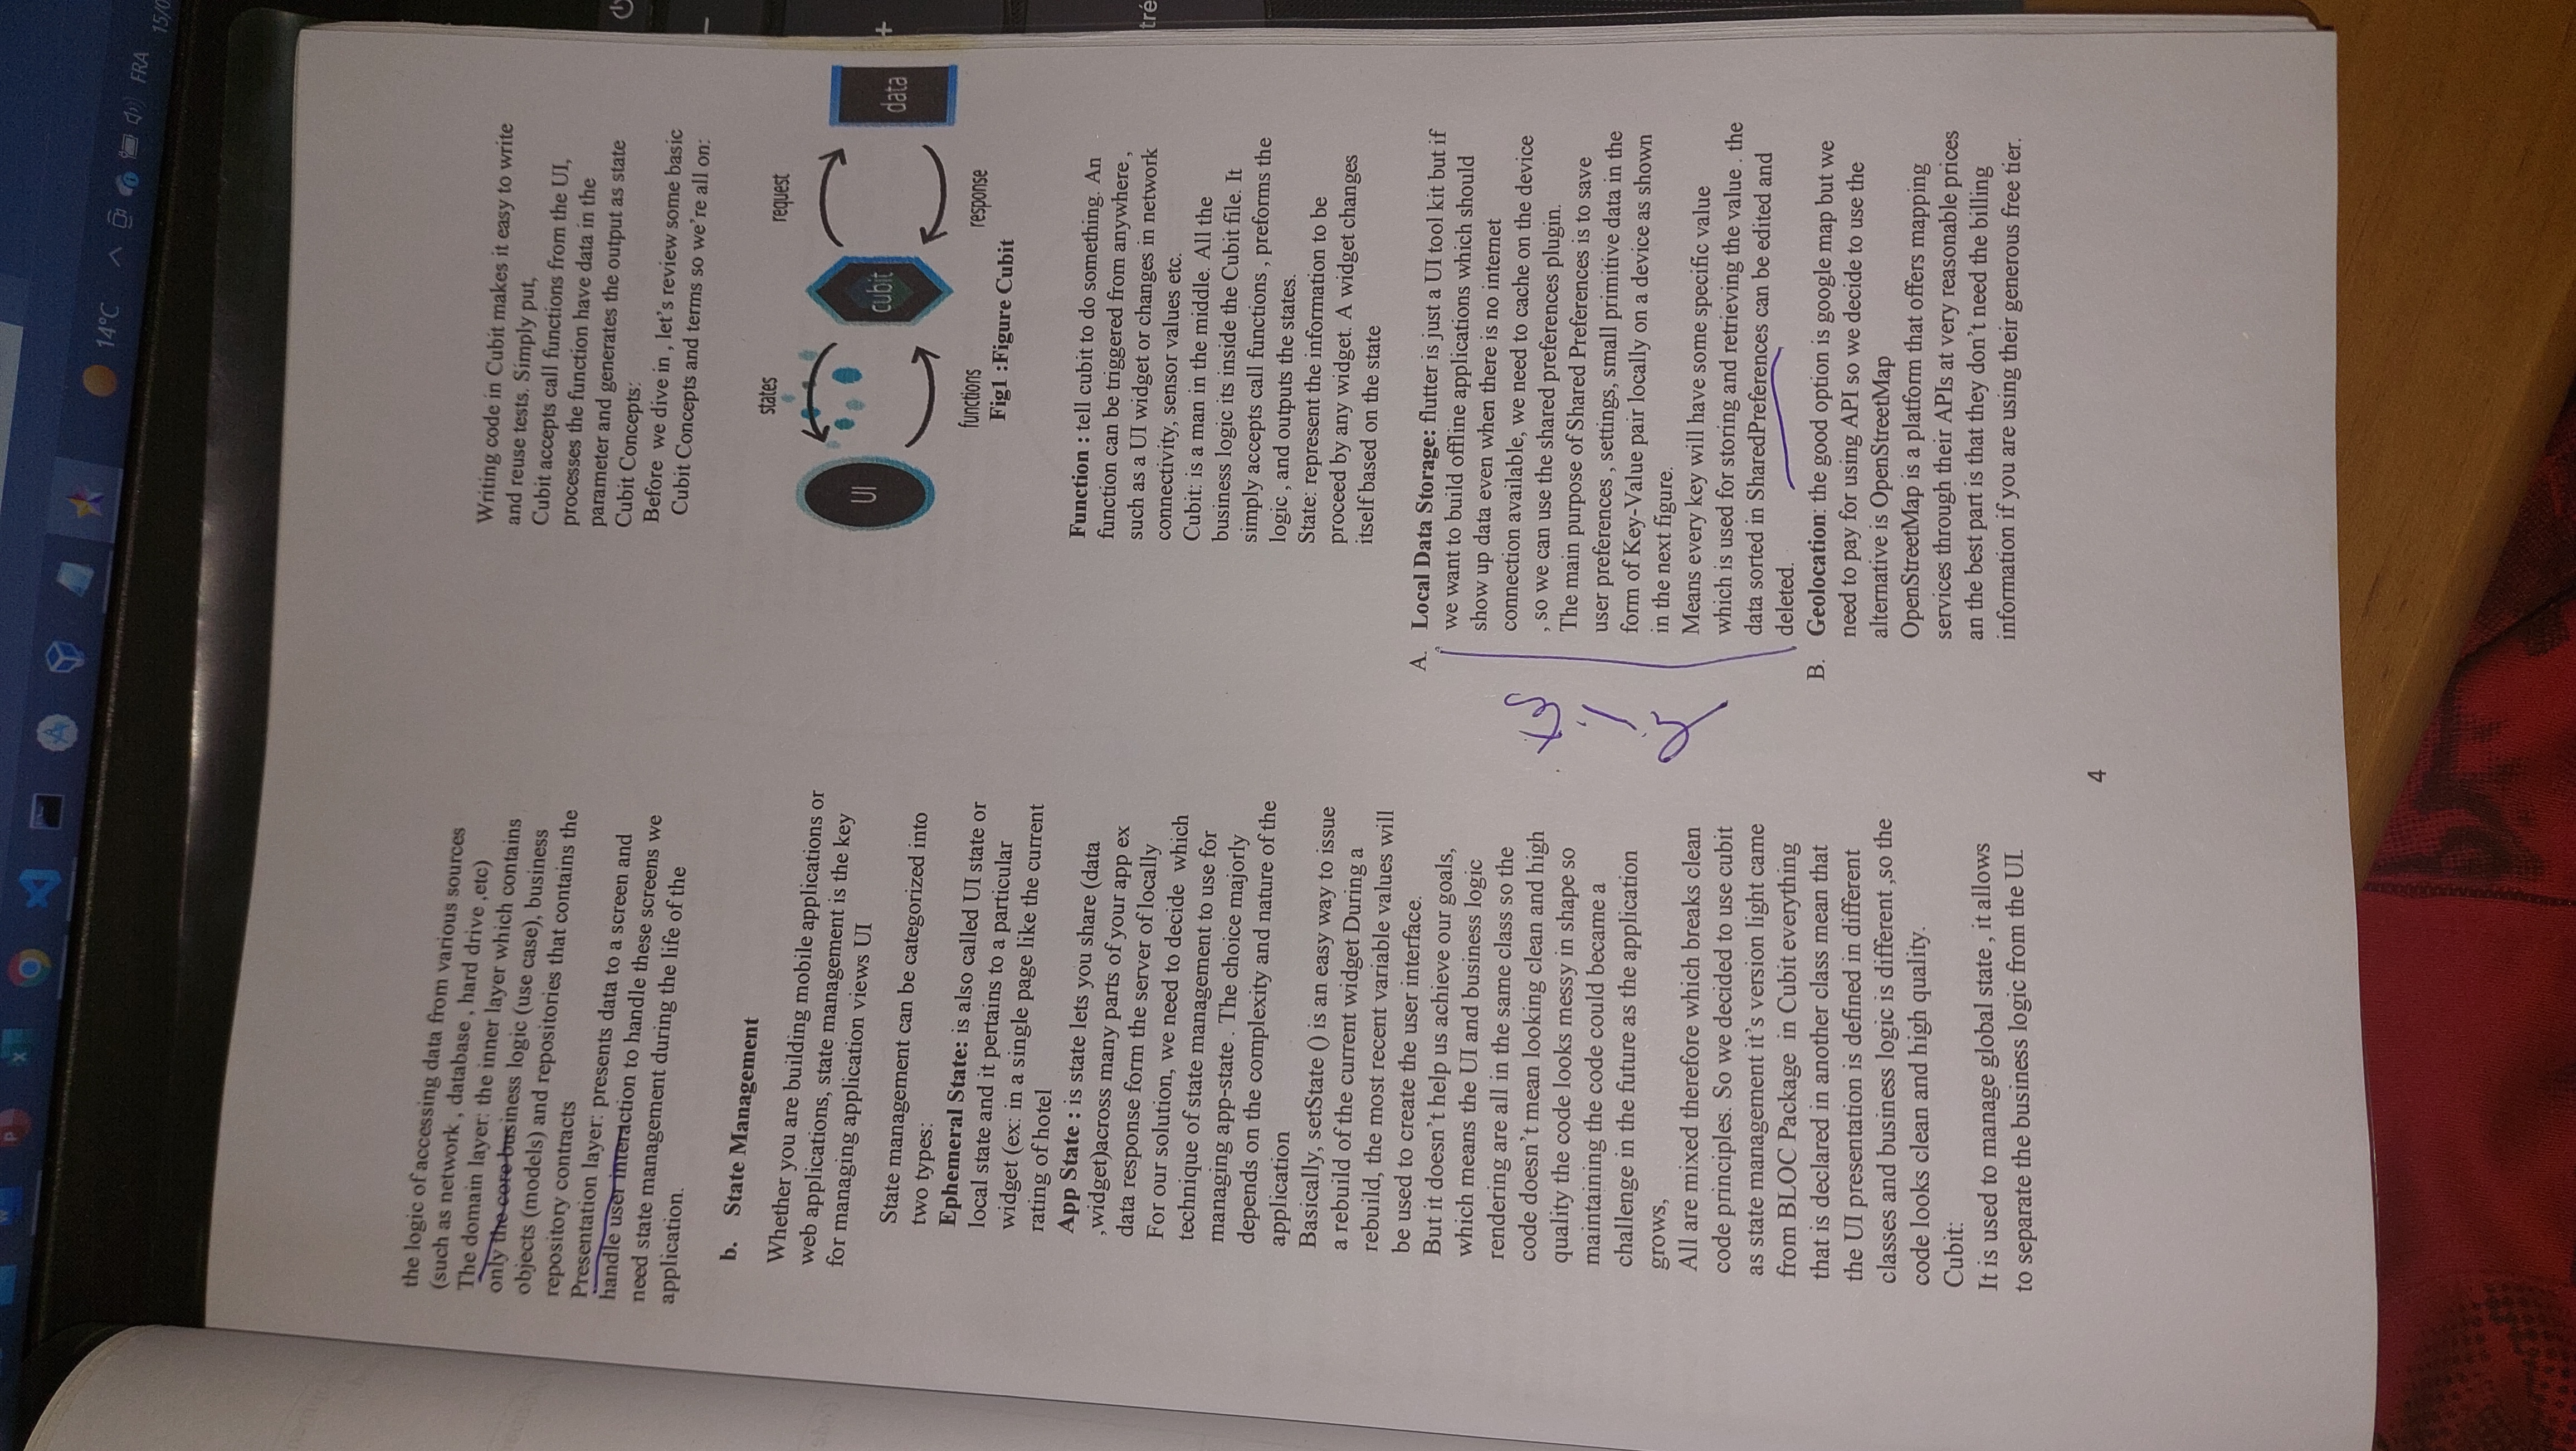 14°C
FRA
15/0
the logic of accessing data from various sources
(such as network , database , hard drive ,etc)
The domain layer: the inner layer which contains
only the core business logic (use case), business
objects (models) and repositories that contains the
repository contracts
Presentation layer: presents data to a screen and
handle user interaction to handle these screens we
need state management during the life of the
application.
b. State Management
Whether you are building mobile applications or
web applications, state management is the key
for managing application views UI
State management can be categorized into
two types:
Ephemeral State: is also called UI state or
local state and it pertains to a particular
widget (ex: in a single page like the current
rating of hotel
App State : is state lets you share (data
,widget)across many parts of your app ex
data response form the server of locally
For our solution, we need to decide which
technique of state management to use for
managing app-state . The choice majorly
depends on the complexity and nature of the
application
Basically, setState () is an easy way to issue
a rebuild of the current widget During a
rebuild, the most recent variable values will
be used to create the user interface.
But it doesn't help us achieve our goals,
which means the UI and business logic
rendering are all in the same class so the
code doesn't mean looking clean and high
quality the code looks messy in shape so
maintaining the code could became a
challenge in the future as the application
grows,
All are mixed therefore which breaks clean
code principles. So we decided to use cubit
as state management it's version light came
from BLOC Package in Cubit everything
that is declared in another class mean that
the UI presentation is defined in different
classes and business logic is different ,so the
code looks clean and high quality.
Cubit:
It is used to manage global state , it allows
to separate the business logic from the UI.
Writing code in Cubit makes it easy to write
and reuse tests. Simply put,
Cubit accepts call functions from the UI,
processes the function have data in the
parameter and generates the output as state
Cubit Concepts:
Before we dive in , let's review some basic
Cubit Concepts and terms so we're all on:
states
request
UI
cubit
data
functions
response
Fig1 :Figure Cubit
Function : tell cubit to do something. An
function can be triggered from anywhere ,
such as a UI widget or changes in network
connectivity, sensor values etc.
Cubit: is a man in the middle. All the
business logic its inside the Cubit file. It
simply accepts call functions , preforms the
logic , and outputs the states.
State: represent the information to be
proceed by any widget. A widget changes
itself based on the state
A. Local Data Storage: flutter is just a UI tool kit but if
we want to build offline applications which should
show up data even when there is no internet
connection available, we need to cache on the device
, so we can use the shared preferences plugin.
The main purpose of Shared Preferences is to save
user preferences , settings, small primitive data in the
form of Key-Value pair locally on a device as shown
in the next figure.
Means every key will have some specific value
which is used for storing and retrieving the value . the
data sorted in SharedPreferences can be edited and
deleted.
B. Geolocation: the good option is google map but we
need to pay for using API so we decide to use the
alternative is OpenStreetMap
OpenStreetMap is a platform that offers mapping
services through their APIs at very reasonable prices
an the best part is that they don't need the billing
information if you are using their generous free tier.
4
tré